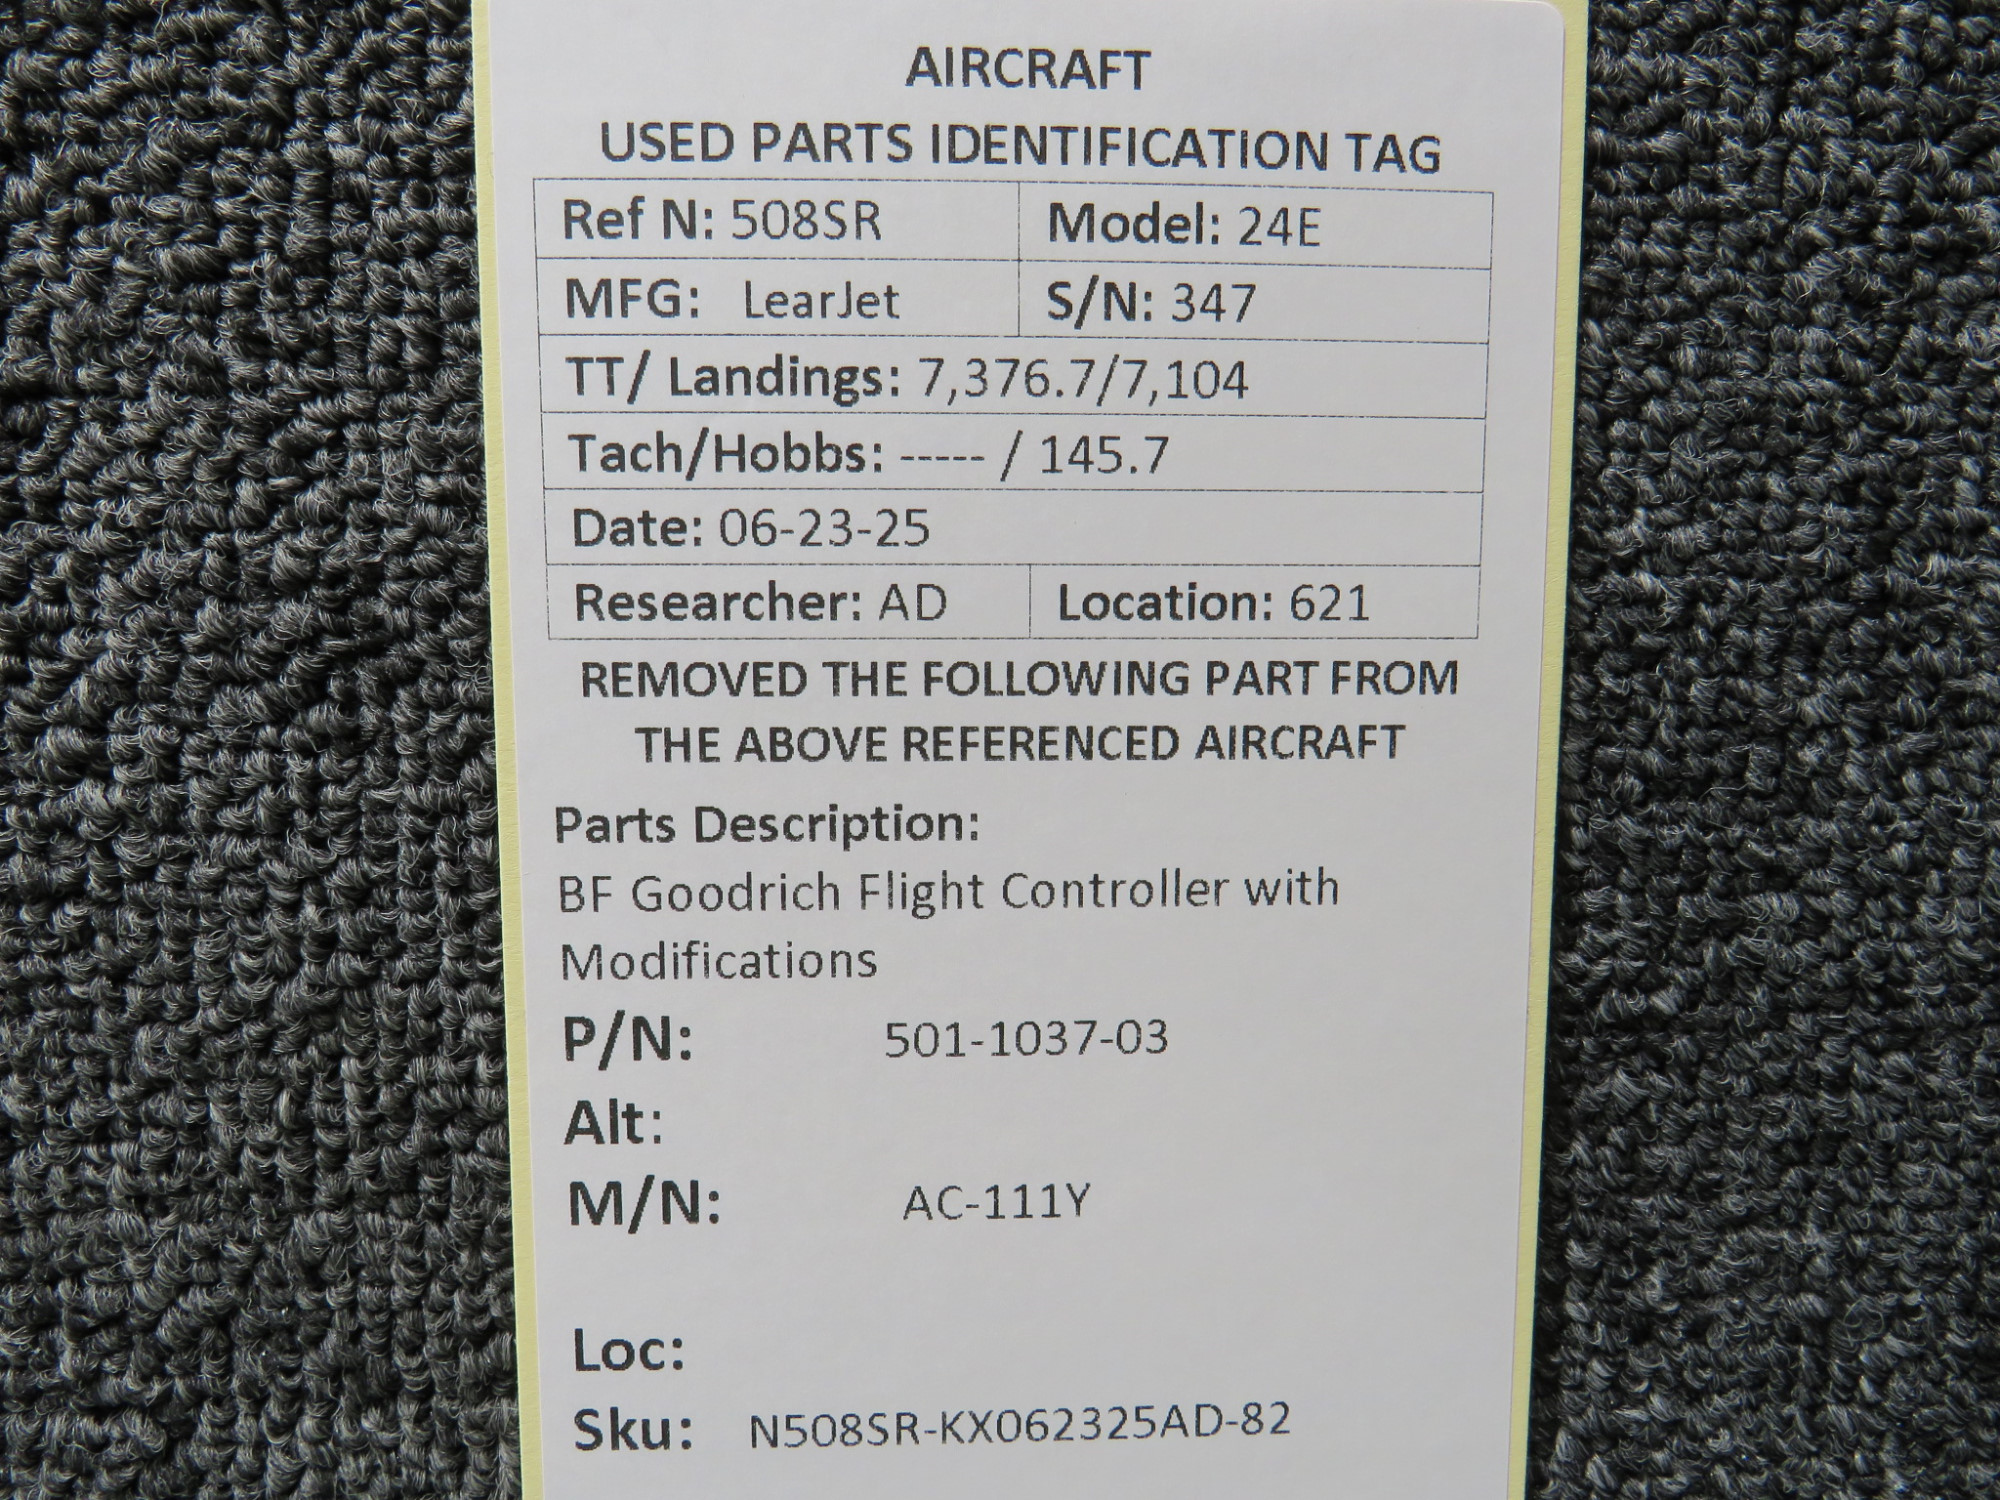 AIRCRAFT
USED PARTS IDENTIFICATION TAG
Ref N: 508SR Model: 24E
MFG: LearJet S/N: 347
TT/ Landings: 7,376.7/7,104
Tach/Hobbs: ----- / 145.7
Date: 06-23-25
Researcher: AD Location: 621
REMOVED THE FOLLOWING PART FROM
THE ABOVE REFERENCED AIRCRAFT
Parts Description:
BF Goodrich Flight Controller with
Modifications
P/N: 501-1037-03
Alt:
M/N: AC-111Y
Loc:
Sku: N508SR-KX062325AD-82